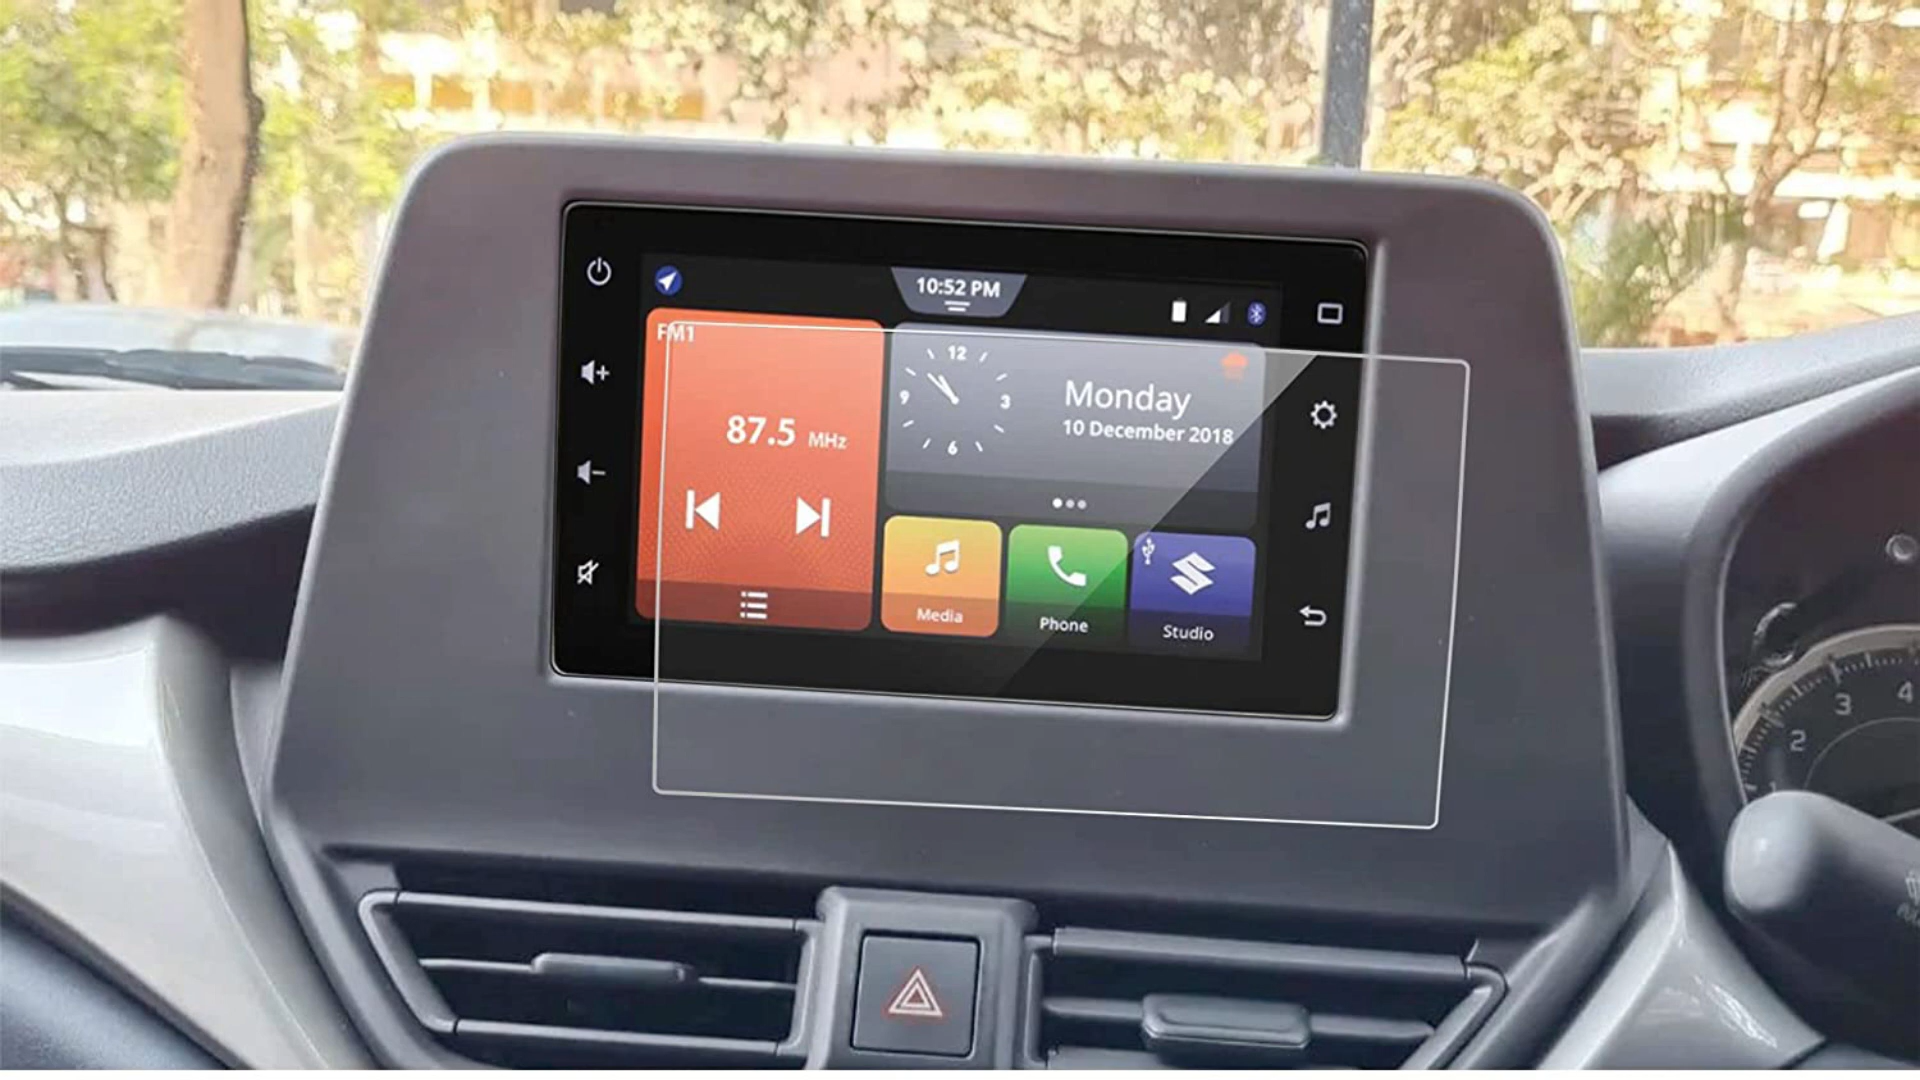 10:52 PM
FM1
87.5 MHz
12
9
3
6
Monday
10 December 2018
Media
Phone
Studio
3
4
2
1